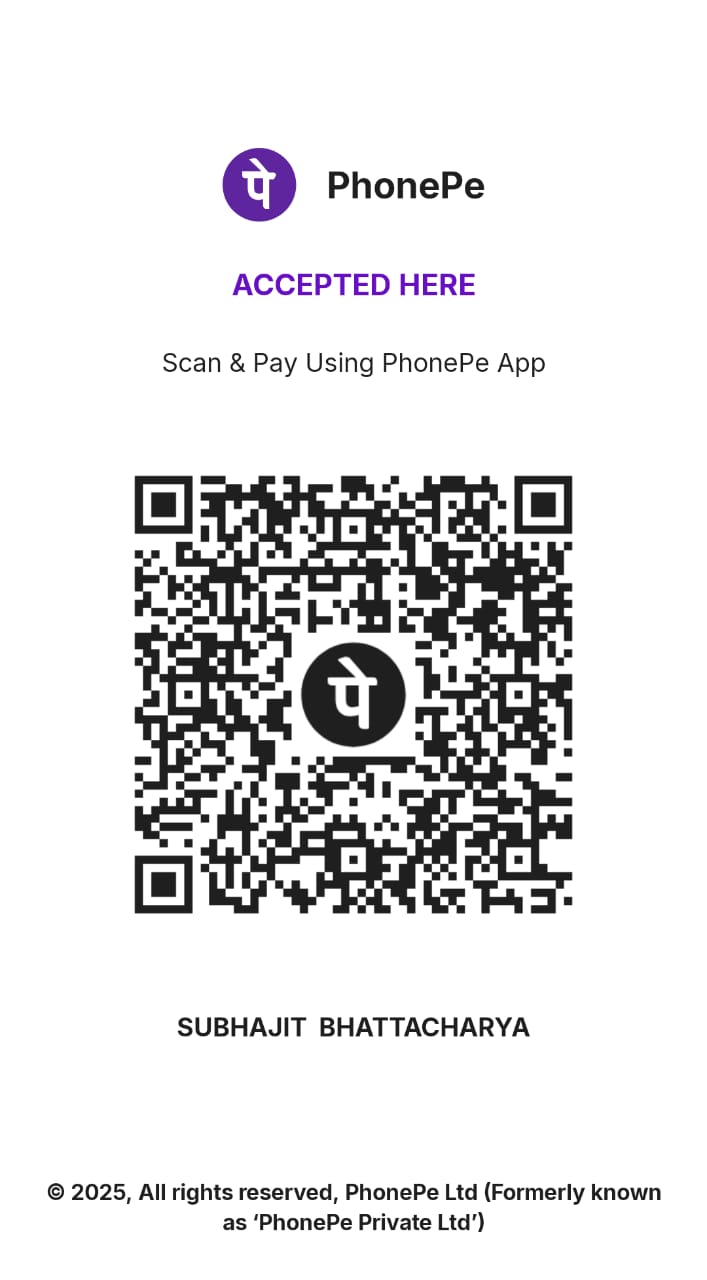 पे PhonePe
ACCEPTED HERE
Scan & Pay Using PhonePe App
पे
SUBHAJIT BHATTACHARYA
© 2025, All rights reserved, PhonePe Ltd (Formerly known
as ‘PhonePe Private Ltd’)